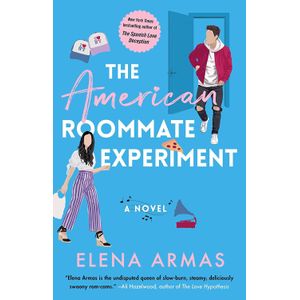 New York Times
bestselling author of
The Spanish Love
Deception
THE
American
ROOMMATE
EXPERIMENT
A NOVEL
ELENA ARMAS
"Elena Armas is the undisputed queen of slow-burn, steamy, deliciously
swoony rom-coms." —Ali Hazelwood, author of The Love Hypothesis